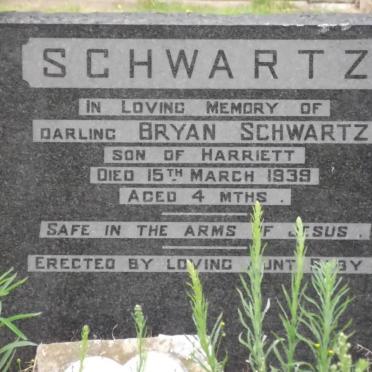 SCHWARTZ
IN LOVING MEMORY OF
DARLING BRYAN SCHWARTZ
SON OF HARRIETT
DIED 15TH MARCH 1939
AGED 4 MTHS.
SAFE IN THE ARMS OF JESUS.
ERECTED BY LOVING AUNT